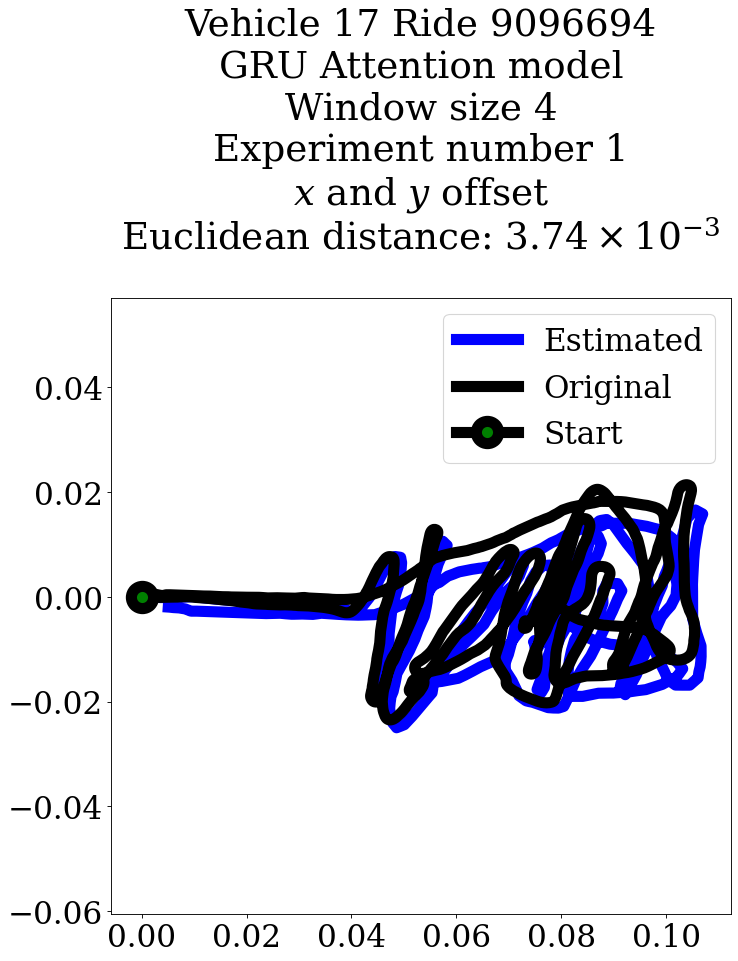 Vehicle 17 Ride 9096694
GRU Attention model
Window size 4
Experiment number 1
x and y offset
Euclidean distance: 3.74 × 10⁻³
Estimated
Original
Start
0.04
0.02
0.00
−0.02
−0.04
−0.06
0.00 0.02 0.04 0.06 0.08 0.10